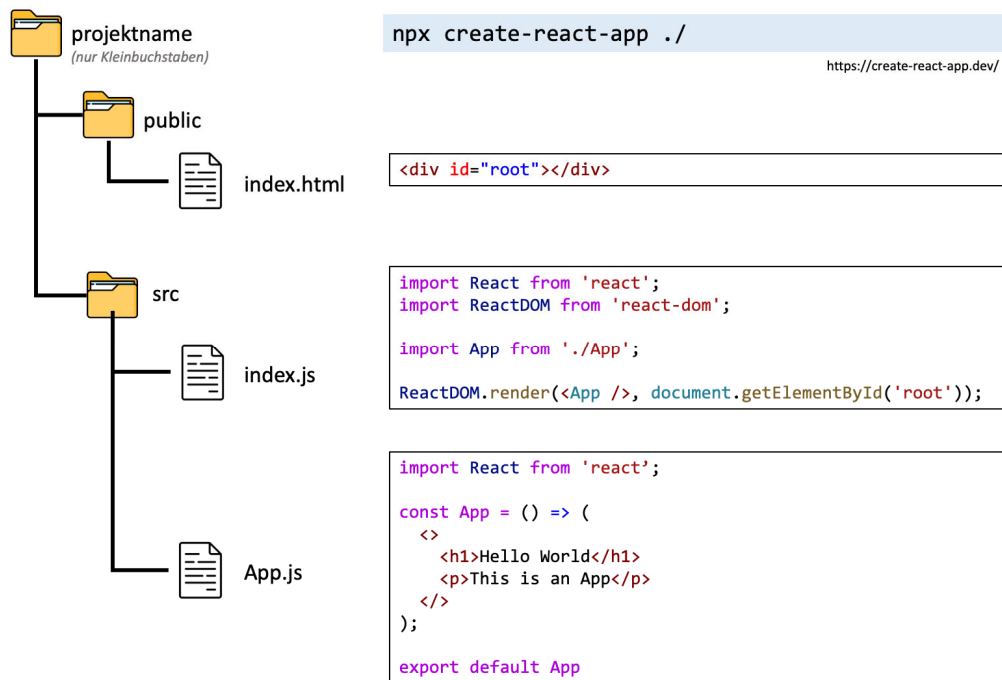 projektname
(nur Kleinbuchstaben)
npx create-react-app ./
https://create-react-app.dev/
public
index.html
<div id="root"></div>
src
index.js
import React from 'react';
import ReactDOM from 'react-dom';
import App from './App';
ReactDOM.render(<App />, document.getElementById('root'));
App.js
import React from 'react’;
const App = () => (
  <>
    <h1>Hello World</h1>
    <p>This is an App</p>
  </>
);
export default App